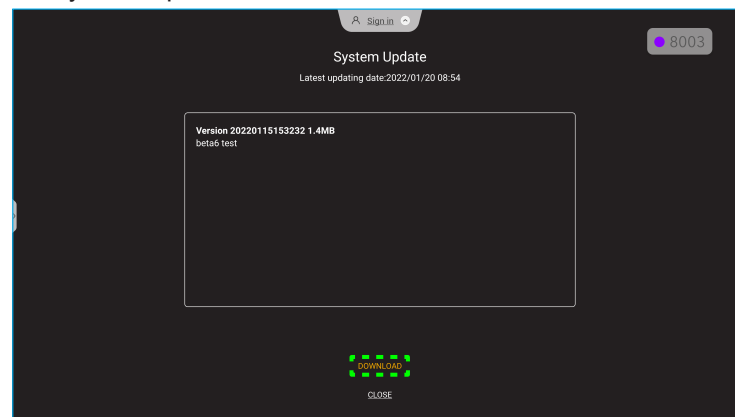 Sign in
8003
System Update
Latest updating date:2022/01/20 08:54
Version 20220115153232 1.4MB
beta6 test
DOWNLOAD
CLOSE